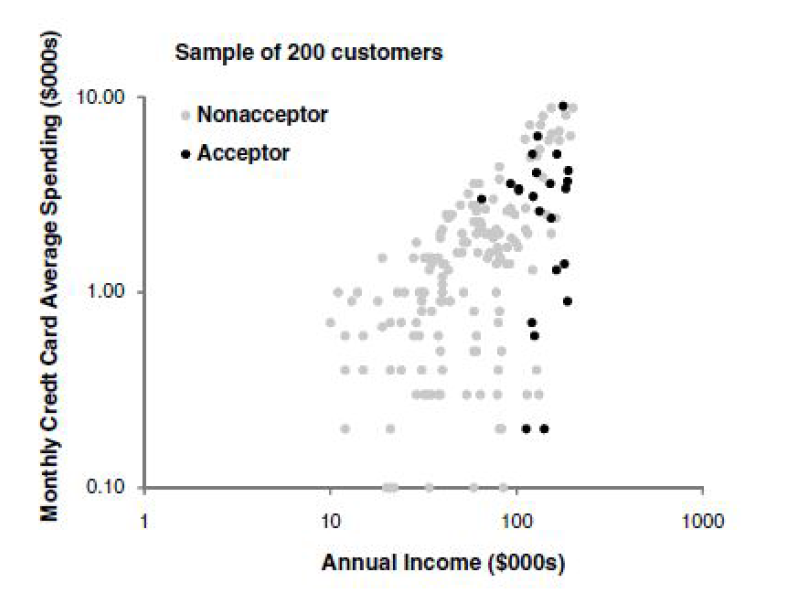 Sample of 200 customers
Nonacceptor
Acceptor
Monthly Credt Card Average Spending ($000s)
10.00
1.00
0.10
1
10
100
1000
Annual Income ($000s)